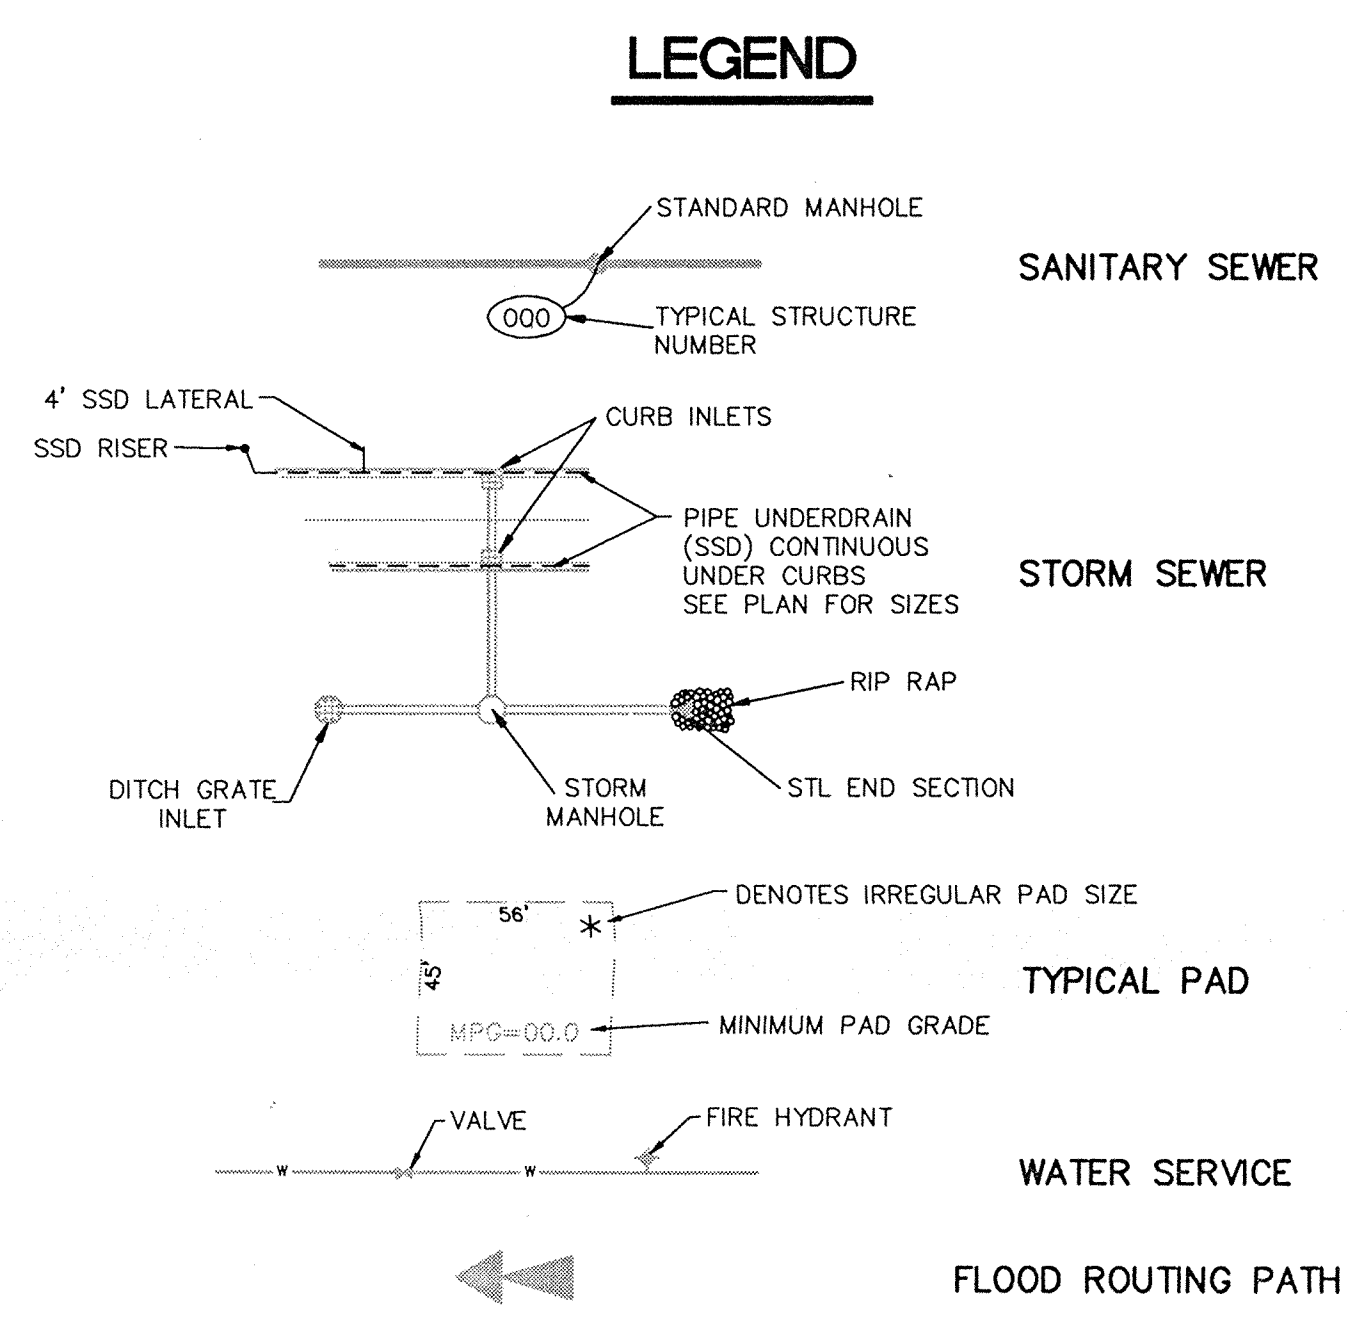 LEGEND
STANDARD MANHOLE
SANITARY SEWER
000
TYPICAL STRUCTURE
NUMBER
4' SSD LATERAL
CURB INLETS
SSD RISER
PIPE UNDERDRAIN
(SSD) CONTINUOUS
UNDER CURBS
SEE PLAN FOR SIZES
STORM SEWER
RIP RAP
DITCH GRATE
INLET
STORM
MANHOLE
STL END SECTION
DENOTES IRREGULAR PAD SIZE
56'
*
45'
TYPICAL PAD
MPG=00.0
MINIMUM PAD GRADE
VALVE
FIRE HYDRANT
W W
WATER SERVICE
FLOOD ROUTING PATH